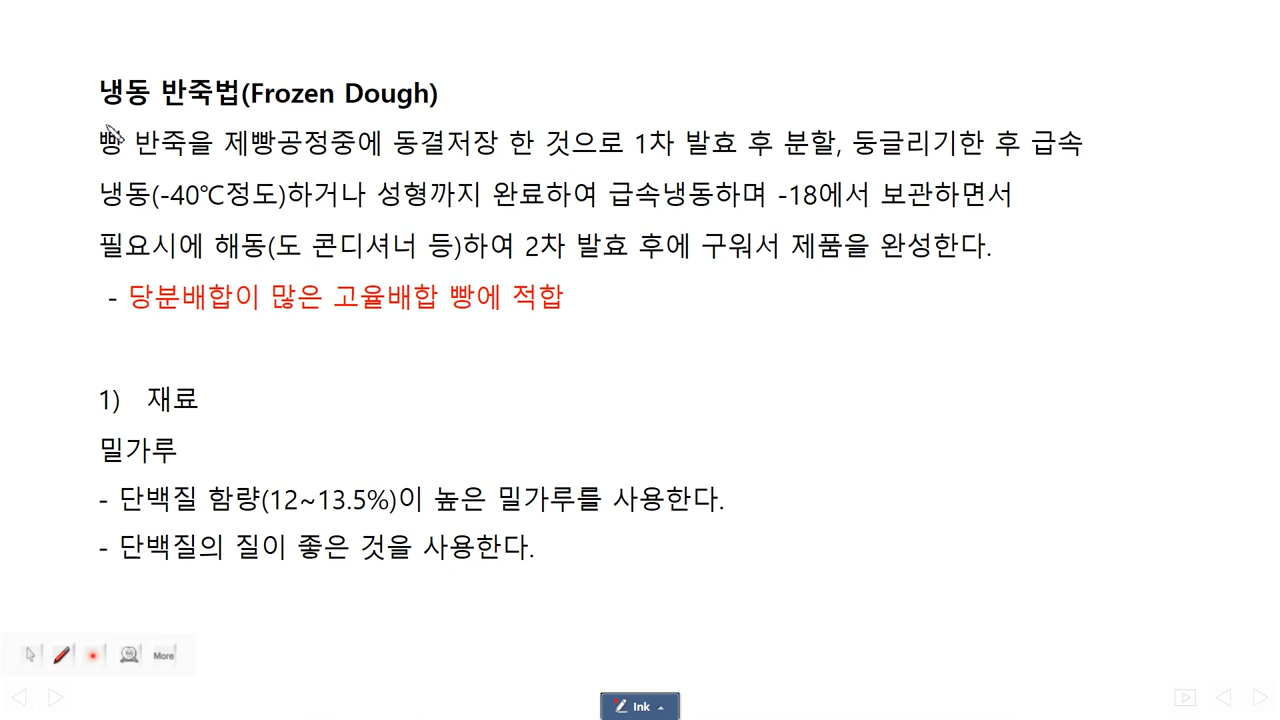 냉동 반죽법(Frozen Dough)
빵 반죽을 제빵공정중에 동결저장 한 것으로 1차 발효 후 분할, 둥글리기한 후 급속
냉동(-40℃정도)하거나 성형까지 완료하여 급속냉동하며 -18에서 보관하면서
필요시에 해동(도 콘디셔너 등)하여 2차 발효 후에 구워서 제품을 완성한다.
- 당분배합이 많은 고율배합 빵에 적합
1) 재료
밀가루
- 단백질 함량(12~13.5%)이 높은 밀가루를 사용한다.
- 단백질의 질이 좋은 것을 사용한다.
More
Ink